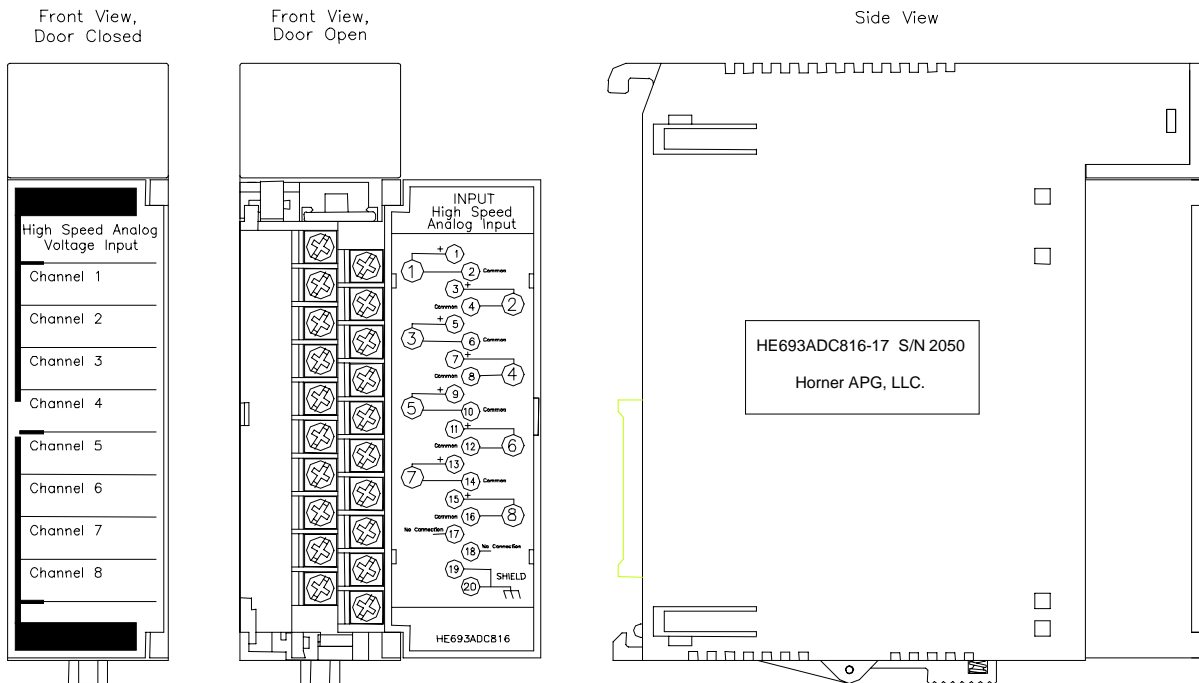 Front View,
Door Closed
Front View,
Door Open
Side View
High Speed Analog
Voltage Input
Channel 1
Channel 2
Channel 3
Channel 4
Channel 5
Channel 6
Channel 7
Channel 8
INPUT
High Speed
Analog Input
+ 1
1 2 Common
3 +
Common 4 2
+ 5
3 6 Common
7 +
Common 8 4
+ 9
5 10 Common
11 +
Common 12 6
+ 13
7 14 Common
15 +
Common 16 8
No Connection 17
18 No Connection
19 SHIELD
20
HE693ADC816
HE693ADC816-17 S/N 2050
Horner APG, LLC.